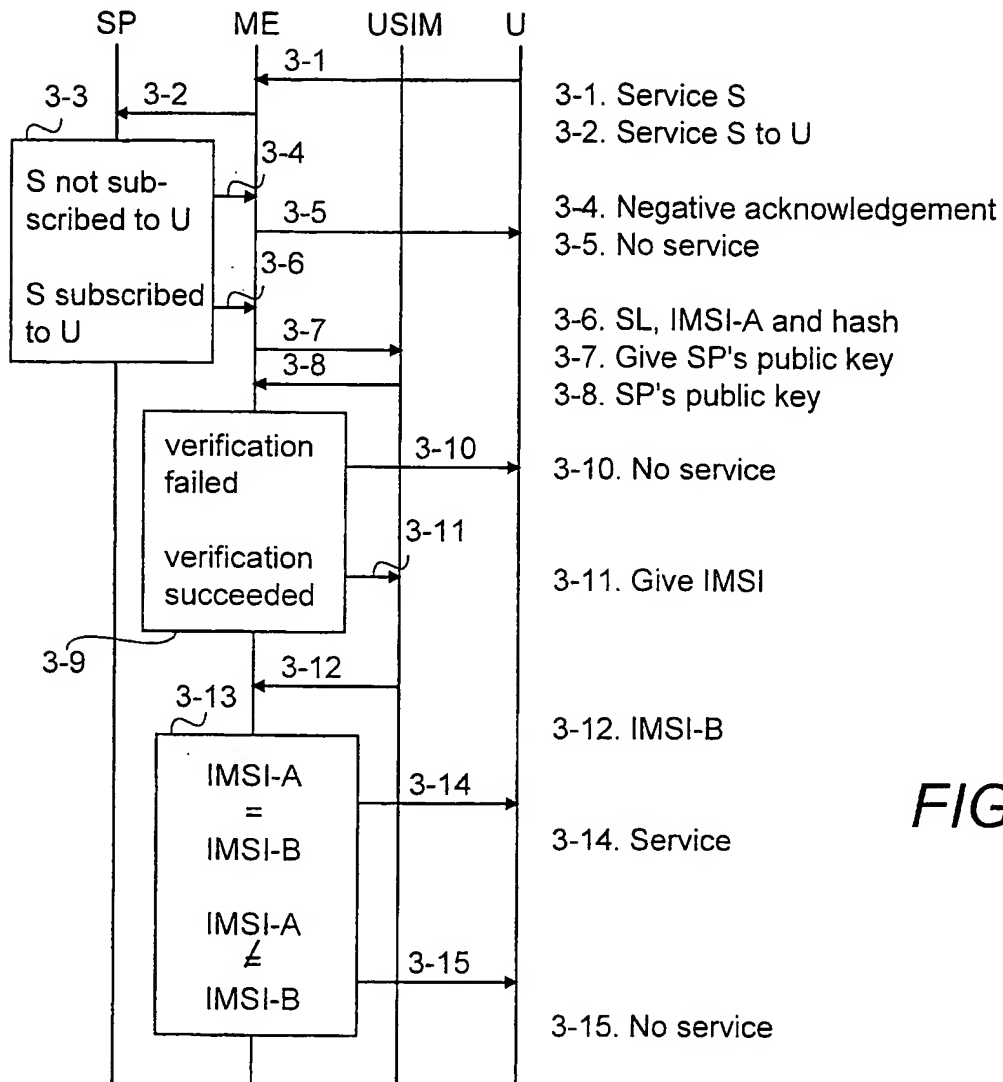 SP ME USIM U
3-1
3-1. Service S
3-3 3-2
3-2. Service S to U
S not sub-
scribed to U
3-4
3-4. Negative acknowledgement
3-5
3-5. No service
S subscribed
to U
3-6
3-6. SL, IMSI-A and hash
3-7
3-7. Give SP's public key
3-8
3-8. SP's public key
verification
failed
3-10
3-10. No service
verification
succeeded
3-11
3-11. Give IMSI
3-9
3-12
3-12. IMSI-B
3-13
IMSI-A
=
IMSI-B
3-14
3-14. Service
IMSI-A
≠
IMSI-B
3-15
3-15. No service
FIG